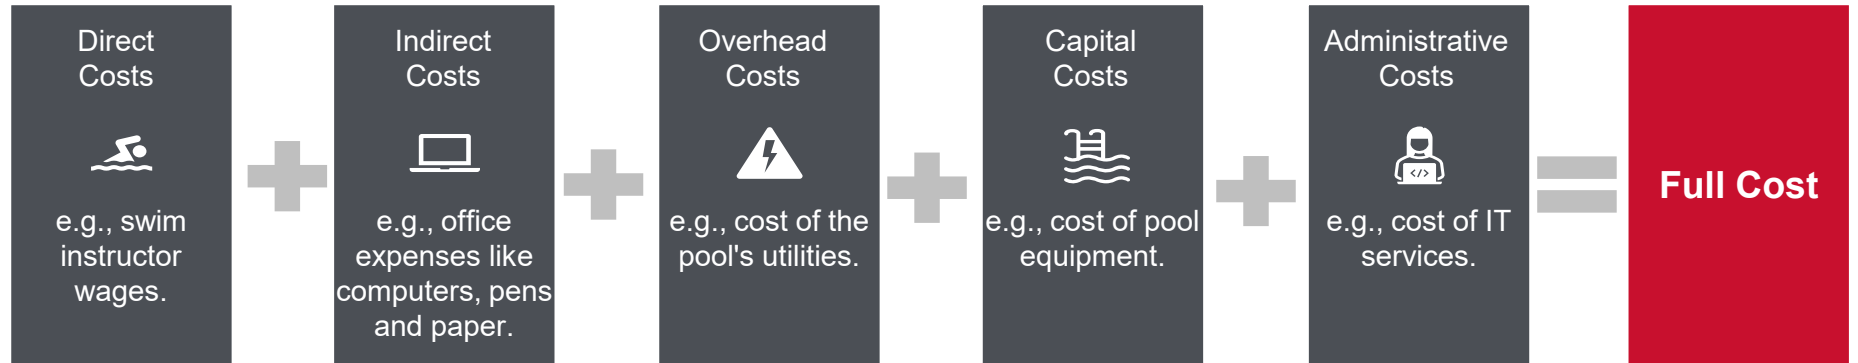 Direct
Costs
e.g., swim
instructor
wages.
Indirect
Costs
e.g., office
expenses like
computers, pens
and paper.
Overhead
Costs
e.g., cost of the
pool's utilities.
Capital
Costs
e.g., cost of pool
equipment.
Administrative
Costs
</>
e.g., cost of IT
services.
Full Cost